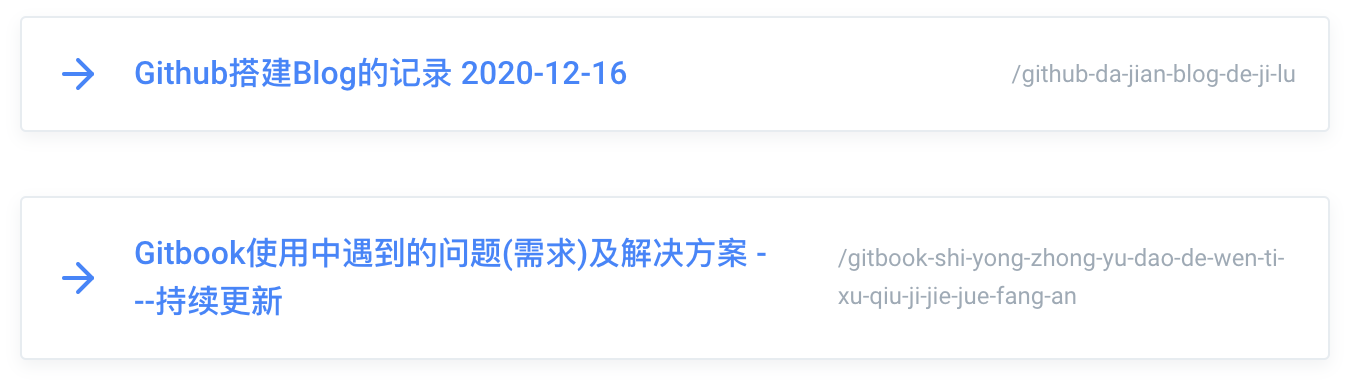 Github搭建Blog的记录 2020-12-16
/github-da-jian-blog-de-ji-lu
Gitbook使用中遇到的问题(需求)及解决方案 -
--持续更新
/gitbook-shi-yong-zhong-yu-dao-de-wen-ti-
xu-qiu-ji-jie-jue-fang-an